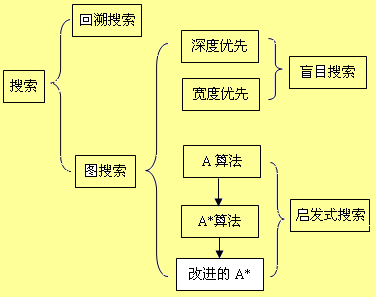 回溯搜索
深度优先
盲目搜索
搜索
宽度优先
图搜索
A 算法
A*算法
启发式搜索
改进的 A*